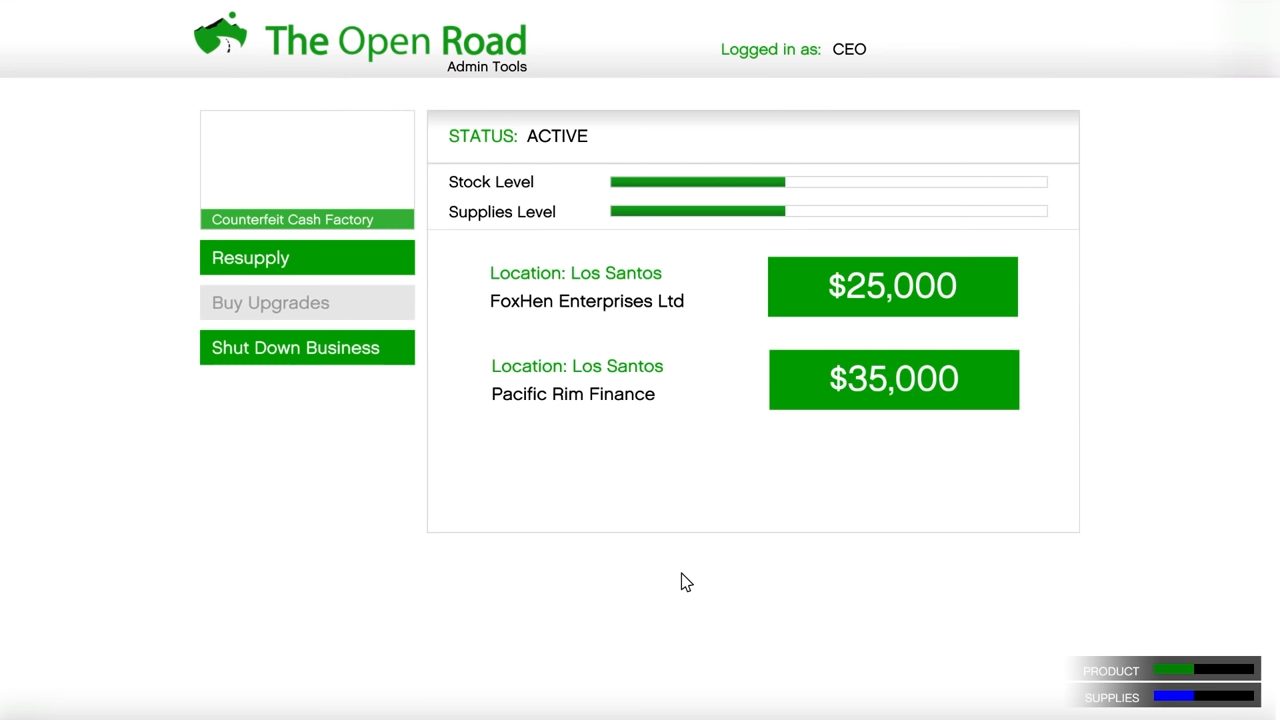 The Open Road
Admin Tools
Logged in as: CEO
Counterfeit Cash Factory
Resupply
Buy Upgrades
Shut Down Business
STATUS: ACTIVE
Stock Level
Supplies Level
Location: Los Santos
FoxHen Enterprises Ltd
$25,000
Location: Los Santos
Pacific Rim Finance
$35,000
PRODUCT
SUPPLIES